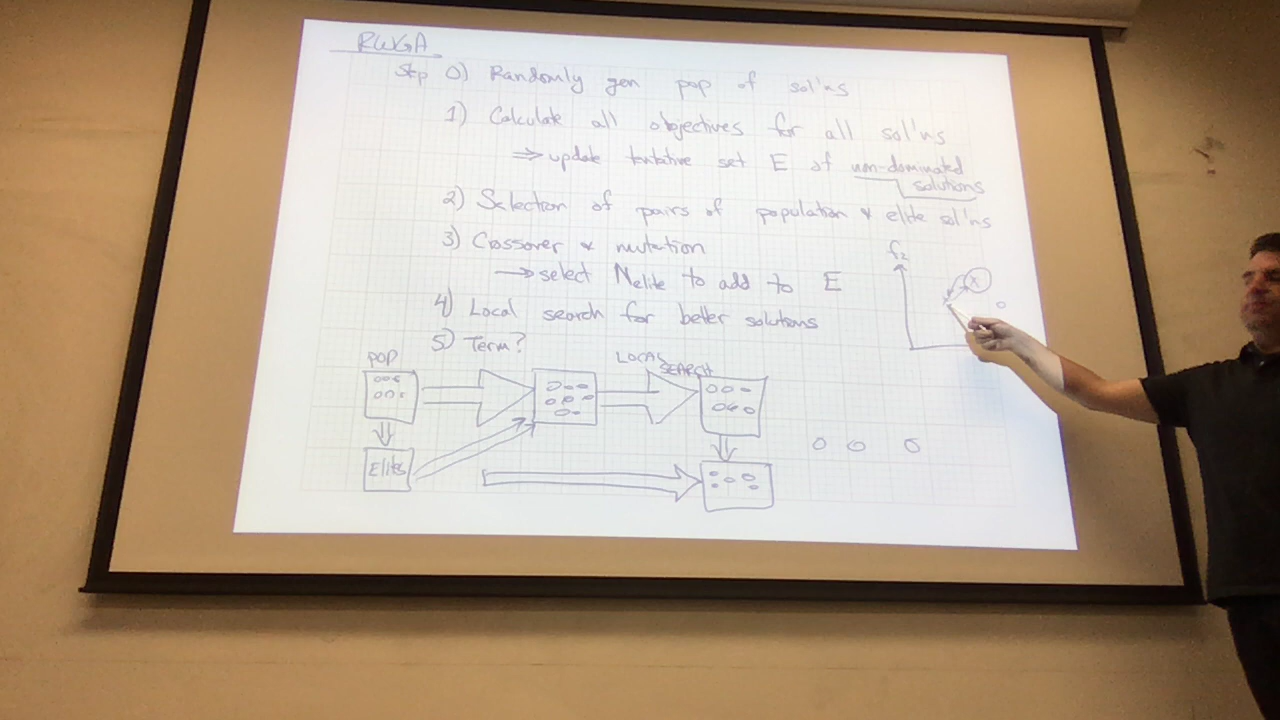 RWGA
Step 0) Randomly gen pop of sol'ns
1) Calculate all objectives for all sol'ns
⇒ update tentative set E of non-dominated
solutions
2) Selection of pairs of population & elite sol'ns
3) Crossover & mutation
→ select Nelite to add to E
4) Local search for better solutions
5) Term?
f2
x
POP
LOCAL
SEARCH
Elites